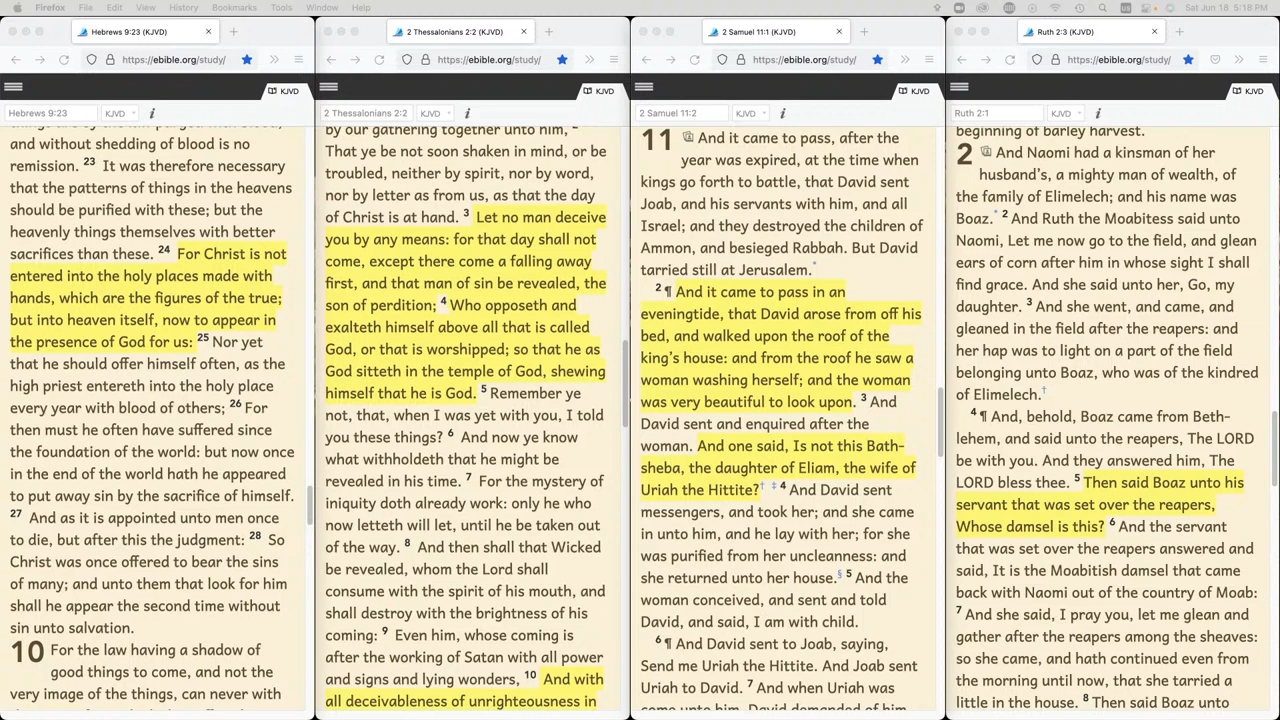 Firefox File Edit View History Bookmarks Tools Window Help Sat Jun 18 5:18 PM
Hebrews 9:23 (KJVD)
https://ebible.org/study/
KJVD
Hebrews 9:23 KJVD i
and without shedding of blood is no
remission. 23 It was therefore necessary
that the patterns of things in the heavens
should be purified with these; but the
heavenly things themselves with better
sacrifices than these. 24 For Christ is not
entered into the holy places made with
hands, which are the figures of the true;
but into heaven itself, now to appear in
the presence of God for us: 25 Nor yet
that he should offer himself often, as the
high priest entereth into the holy place
every year with blood of others; 26 For
then must he often have suffered since
the foundation of the world: but now once
in the end of the world hath he appeared
to put away sin by the sacrifice of himself.
27 And as it is appointed unto men once
to die, but after this the judgment: 28 So
Christ was once offered to bear the sins
of many; and unto them that look for him
shall he appear the second time without
sin unto salvation.
10 For the law having a shadow of
good things to come, and not the
very image of the things, can never with
2 Thessalonians 2:2 (KJVD)
https://ebible.org/study/
KJVD
2 Thessalonians 2:2 KJVD i
by our gathering together unto him, 2
That ye be not soon shaken in mind, or be
troubled, neither by spirit, nor by word,
nor by letter as from us, as that the day
of Christ is at hand. 3 Let no man deceive
you by any means: for that day shall not
come, except there come a falling away
first, and that man of sin be revealed, the
son of perdition; 4 Who opposeth and
exalteth himself above all that is called
God, or that is worshipped; so that he as
God sitteth in the temple of God, shewing
himself that he is God. 5 Remember ye
not, that, when I was yet with you, I told
you these things? 6 And now ye know
what withholdeth that he might be
revealed in his time. 7 For the mystery of
iniquity doth already work: only he who
now letteth will let, until he be taken out
of the way. 8 And then shall that Wicked
be revealed, whom the Lord shall
consume with the spirit of his mouth, and
shall destroy with the brightness of his
coming: 9 Even him, whose coming is
after the working of Satan with all power
and signs and lying wonders, 10 And with
all deceivableness of unrighteousness in
2 Samuel 11:1 (KJVD)
https://ebible.org/study/
KJVD
2 Samuel 11:2 KJVD i
11 And it came to pass, after the
year was expired, at the time when
kings go forth to battle, that David sent
Joab, and his servants with him, and all
Israel; and they destroyed the children of
Ammon, and besieged Rabbah. But David
tarried still at Jerusalem.*
2 ¶ And it came to pass in an
eveningtide, that David arose from off his
bed, and walked upon the roof of the
king's house: and from the roof he saw a
woman washing herself; and the woman
was very beautiful to look upon. 3 And
David sent and enquired after the
woman. And one said, Is not this Bath-
sheba, the daughter of Eliam, the wife of
Uriah the Hittite?† ‡ 4 And David sent
messengers, and took her; and she came
in unto him, and he lay with her; for she
was purified from her uncleanness: and
she returned unto her house.§ 5 And the
woman conceived, and sent and told
David, and said, I am with child.
6 ¶ And David sent to Joab, saying,
Send me Uriah the Hittite. And Joab sent
Uriah to David. 7 And when Uriah was
come unto him, David demanded of him
Ruth 2:3 (KJVD)
https://ebible.org/study/
KJVD
Ruth 2:1 KJVD i
beginning of barley harvest.
2 And Naomi had a kinsman of her
husband's, a mighty man of wealth, of
the family of Elimelech; and his name was
Boaz.* 2 And Ruth the Moabitess said unto
Naomi, Let me now go to the field, and glean
ears of corn after him in whose sight I shall
find grace. And she said unto her, Go, my
daughter. 3 And she went, and came, and
gleaned in the field after the reapers: and
her hap was to light on a part of the field
belonging unto Boaz, who was of the kindred
of Elimelech.†
4 ¶ And, behold, Boaz came from Beth-
lehem, and said unto the reapers, The LORD
be with you. And they answered him, The
LORD bless thee. 5 Then said Boaz unto his
servant that was set over the reapers,
Whose damsel is this? 6 And the servant
that was set over the reapers answered and
said, It is the Moabitish damsel that came
back with Naomi out of the country of Moab:
7 And she said, I pray you, let me glean and
gather after the reapers among the sheaves:
so she came, and hath continued even from
the morning until now, that she tarried a
little in the house. 8 Then said Boaz unto